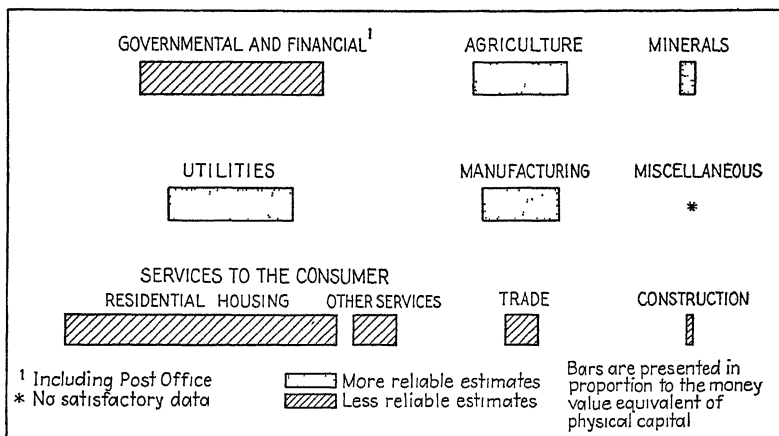 GOVERNMENTAL AND FINANCIAL¹ AGRICULTURE MINERALS
UTILITIES MANUFACTURING MISCELLANEOUS
*
SERVICES TO THE CONSUMER
RESIDENTIAL HOUSING OTHER SERVICES TRADE CONSTRUCTION
¹ Including Post Office
* No satisfactory data
More reliable estimates
Less reliable estimates
Bars are presented in
proportion to the money
value equivalent of
physical capital